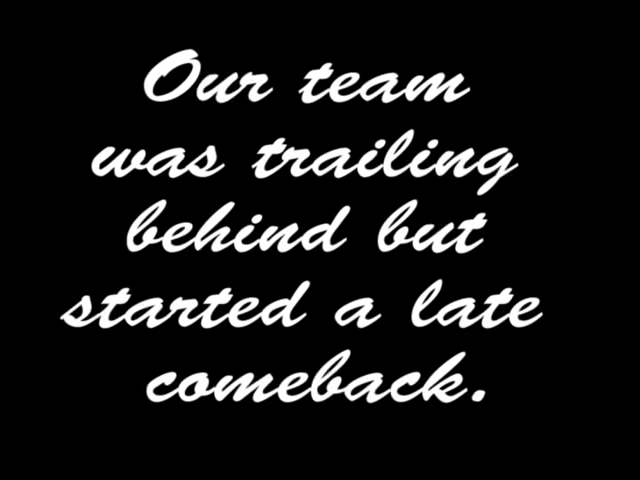 Our team
was trailing
behind but
started a late
comeback.